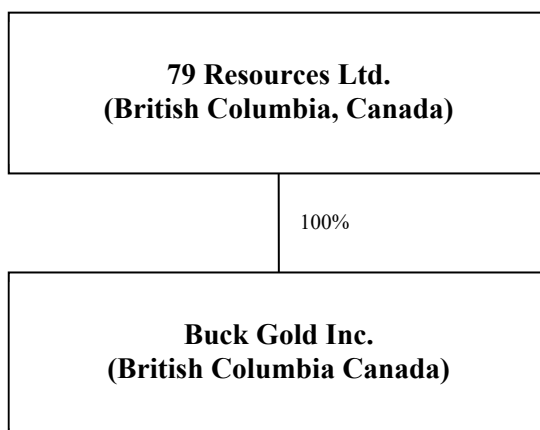 79 Resources Ltd.
(British Columbia, Canada)
100%
Buck Gold Inc.
(British Columbia Canada)